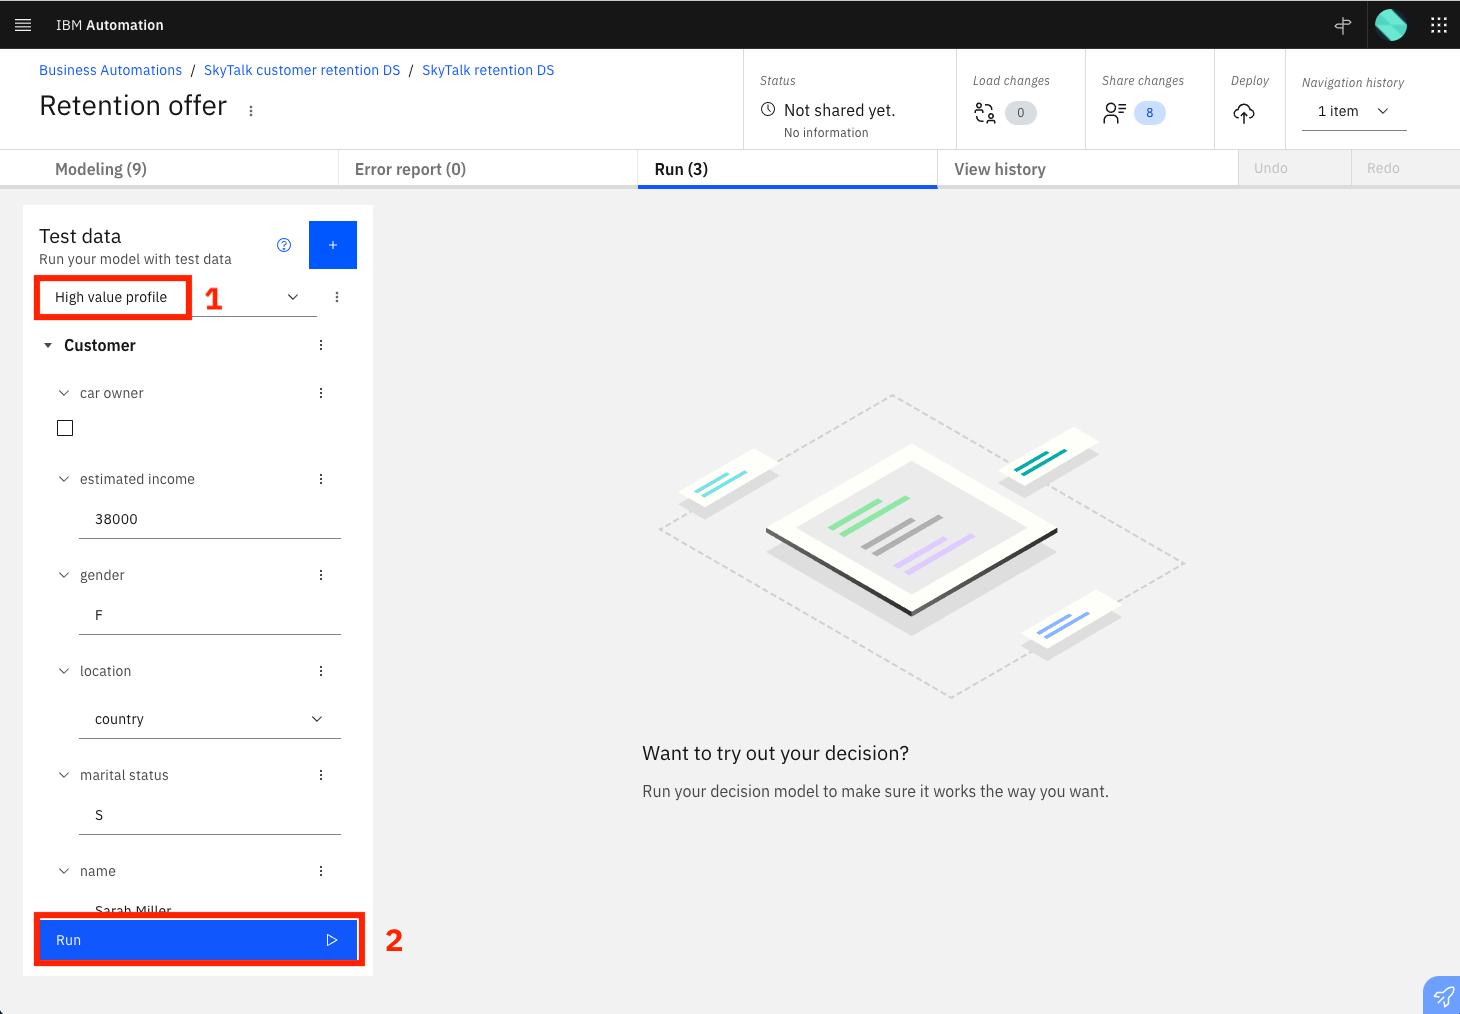 IBM Automation
Business Automations / SkyTalk customer retention DS / SkyTalk retention DS
Retention offer
Status
Not shared yet.
No information
Load changes
0
Share changes
8
Deploy
Navigation history
1 item
Modeling (9)
Error report (0)
Run (3)
View history
Undo
Redo
Test data
Run your model with test data
High value profile
1
Customer
car owner
estimated income
38000
gender
F
location
country
marital status
S
name
Sarah Miller
Run
2
Want to try out your decision?
Run your decision model to make sure it works the way you want.